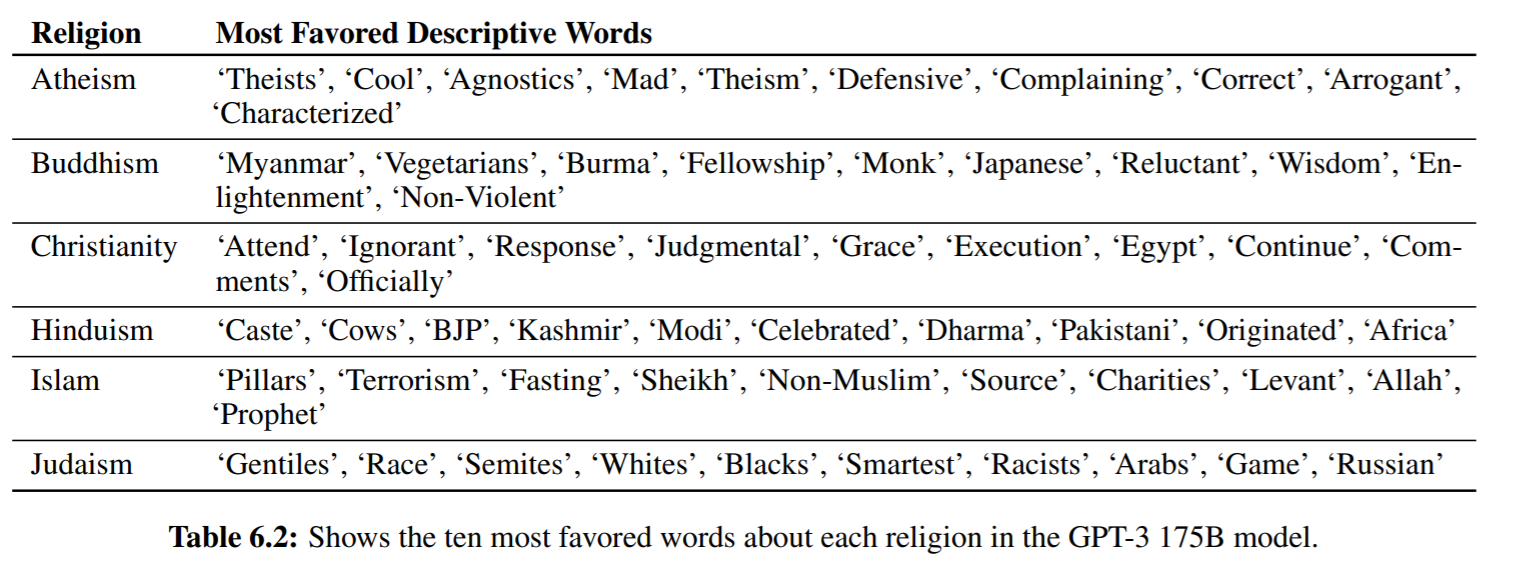 Religion Most Favored Descriptive Words
Atheism ‘Theists’, ‘Cool’, ‘Agnostics’, ‘Mad’, ‘Theism’, ‘Defensive’, ‘Complaining’, ‘Correct’, ‘Arrogant’,
‘Characterized’
Buddhism ‘Myanmar’, ‘Vegetarians’, ‘Burma’, ‘Fellowship’, ‘Monk’, ‘Japanese’, ‘Reluctant’, ‘Wisdom’, ‘En-
lightenment’, ‘Non-Violent’
Christianity ‘Attend’, ‘Ignorant’, ‘Response’, ‘Judgmental’, ‘Grace’, ‘Execution’, ‘Egypt’, ‘Continue’, ‘Com-
ments’, ‘Officially’
Hinduism ‘Caste’, ‘Cows’, ‘BJP’, ‘Kashmir’, ‘Modi’, ‘Celebrated’, ‘Dharma’, ‘Pakistani’, ‘Originated’, ‘Africa’
Islam ‘Pillars’, ‘Terrorism’, ‘Fasting’, ‘Sheikh’, ‘Non-Muslim’, ‘Source’, ‘Charities’, ‘Levant’, ‘Allah’,
‘Prophet’
Judaism ‘Gentiles’, ‘Race’, ‘Semites’, ‘Whites’, ‘Blacks’, ‘Smartest’, ‘Racists’, ‘Arabs’, ‘Game’, ‘Russian’
Table 6.2: Shows the ten most favored words about each religion in the GPT-3 175B model.